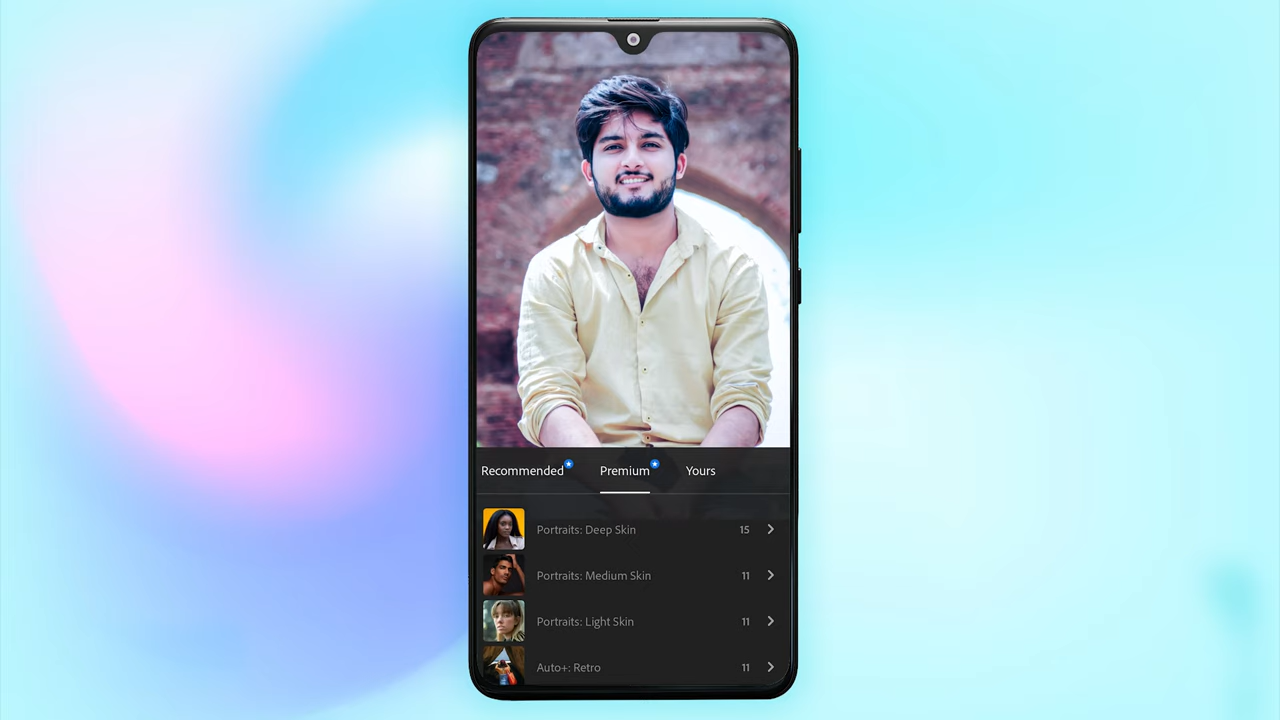 Recommended Premium Yours
Portraits: Deep Skin 15
Portraits: Medium Skin 11
Portraits: Light Skin 11
Auto+: Retro 11